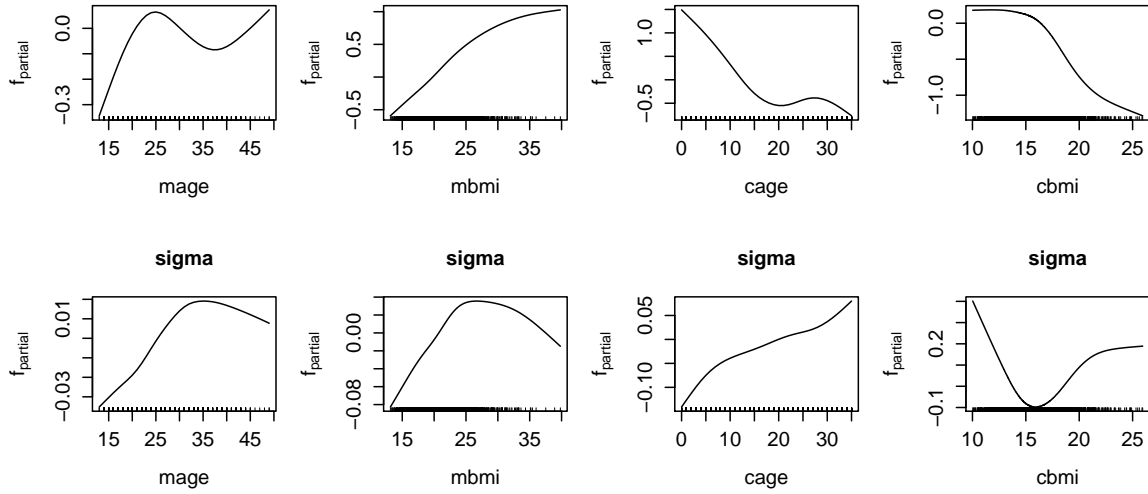 f_partial
0.0
−0.3
15 25 35 45
mage
f_partial
0.5
−0.5
15 25 35
mbmi
f_partial
1.0
−0.5
0 10 20 30
cage
f_partial
0.0
−1.0
10 15 20 25
cbmi
sigma
f_partial
0.01
−0.03
15 25 35 45
mage
sigma
f_partial
0.00
−0.08
15 25 35
mbmi
sigma
f_partial
0.05
−0.10
0 10 20 30
cage
sigma
f_partial
0.2
−0.1
10 15 20 25
cbmi